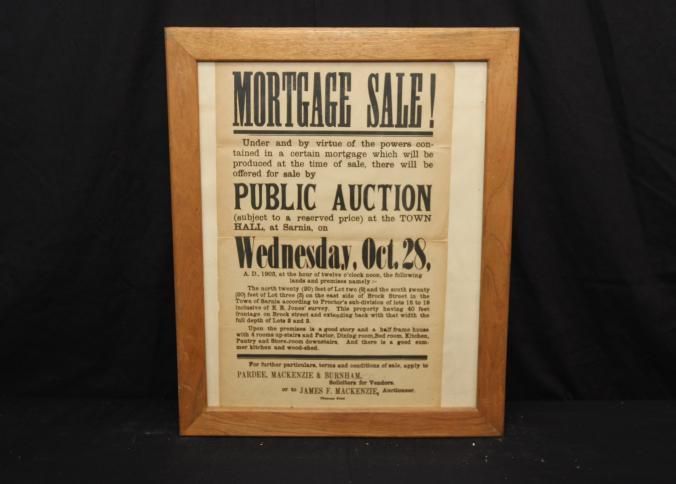 MORTGAGE SALE!
Under and by virtue of the powers con-
tained in a certain mortgage which will be
produced at the time of sale, there will be
offered for sale by
PUBLIC AUCTION
(subject to a reserved price) at the TOWN
HALL, at Sarnia, on
Wednesday, Oct. 28,
A. D., 1903, at the hour of twelve o'clock noon, the following
lands and premises namely :-
The north twenty (20) feet of Lot two (2) and the south twenty
(20) feet of Lot three (3) on the east side of Brock Street in the
Town of Sarnia according to Proctor's sub-division of lots 15 to 18
inclusive of R. B. Jones' survey. This property having 40 feet
frontage on Brock street and extending back with that width the
full depth of Lots 2 and 3.
Upon the premises is a good story and a half frame house
with 4 rooms up-stairs and Parlor, Dining room, Bed room, Kitchen,
Pantry and Store-room downstairs. And there is a good sum-
mer kitchen and wood-shed.
For further particulars, terms and conditions of sale, apply to
PARDEE, MACKENZIE & BURNHAM,
Solicitors for Vendors.
or to JAMES F. MACKENZIE, Auctioneer.